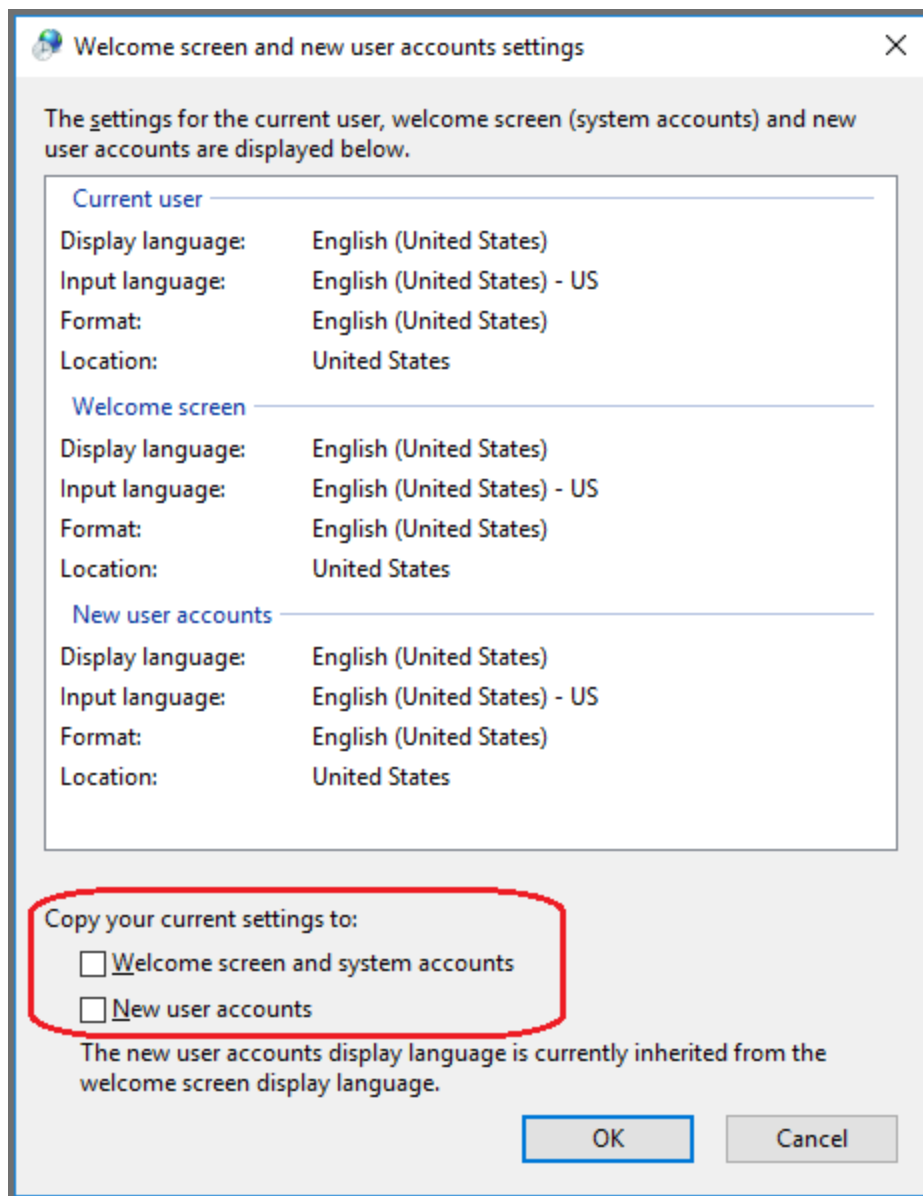 Welcome screen and new user accounts settings
The settings for the current user, welcome screen (system accounts) and new
user accounts are displayed below.
Current user
Display language: English (United States)
Input language: English (United States) - US
Format: English (United States)
Location: United States
Welcome screen
Display language: English (United States)
Input language: English (United States) - US
Format: English (United States)
Location: United States
New user accounts
Display language: English (United States)
Input language: English (United States) - US
Format: English (United States)
Location: United States
Copy your current settings to:
Welcome screen and system accounts
New user accounts
The new user accounts display language is currently inherited from the
welcome screen display language.
OK Cancel